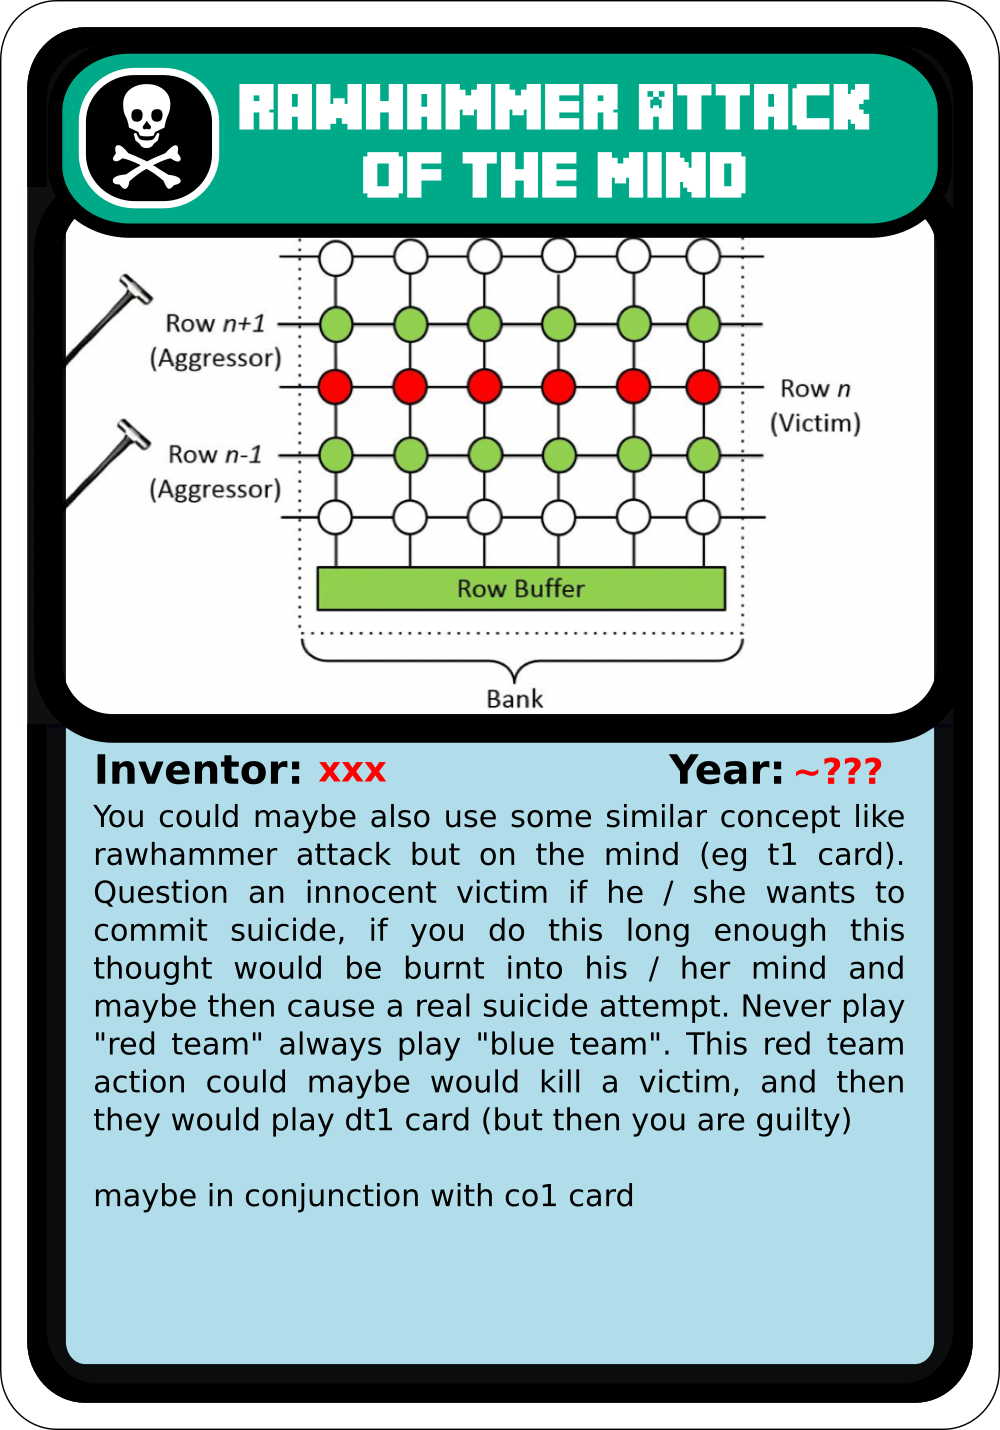 RAWHAMMER ATTACK
OF THE MIND
Row n+1
(Aggressor)
Row n
(Victim)
Row n-1
(Aggressor)
Row Buffer
Bank
Inventor: xxx Year: ~???
You could maybe also use some similar concept like
rawhammer attack but on the mind (eg t1 card).
Question an innocent victim if he / she wants to
commit suicide, if you do this long enough this
thought would be burnt into his / her mind and
maybe then cause a real suicide attempt. Never play
"red team" always play "blue team". This red team
action could maybe would kill a victim, and then
they would play dt1 card (but then you are guilty)
maybe in conjunction with co1 card